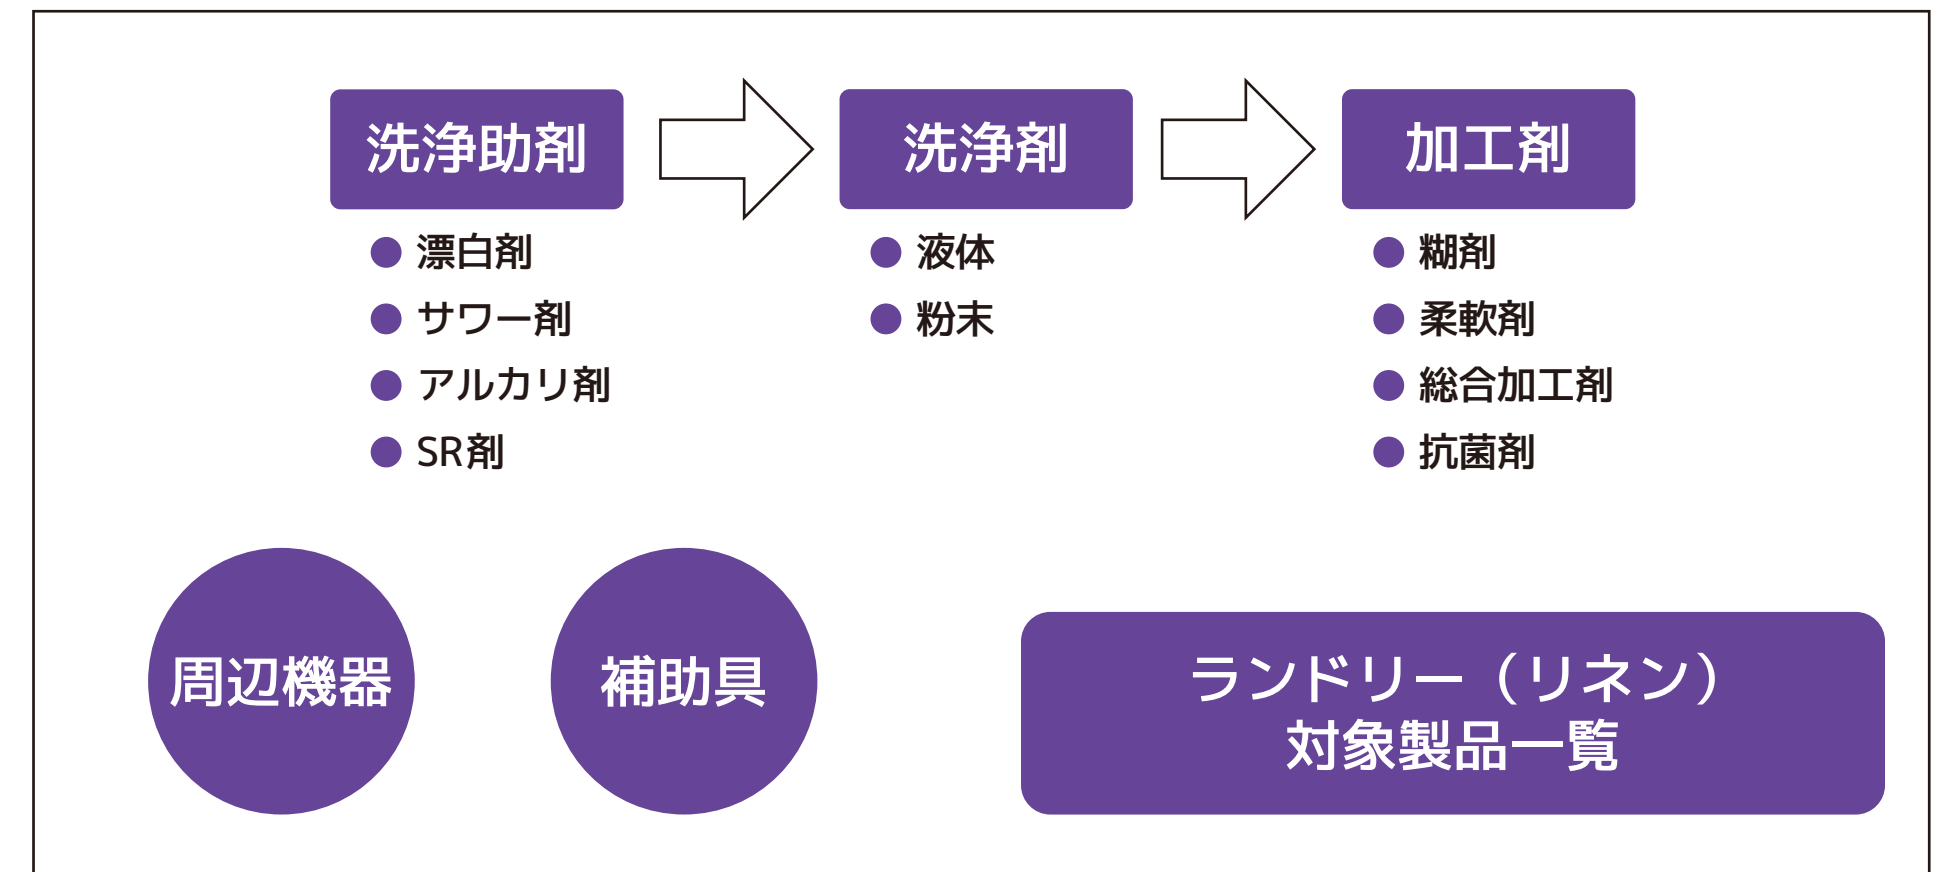 洗浄助剤
漂白剤
サワー剤
アルカリ剤
SR剤
洗浄剤
液体
粉末
加工剤
糊剤
柔軟剤
総合加工剤
抗菌剤
周辺機器
補助具
ランドリー（リネン）
対象製品一覧